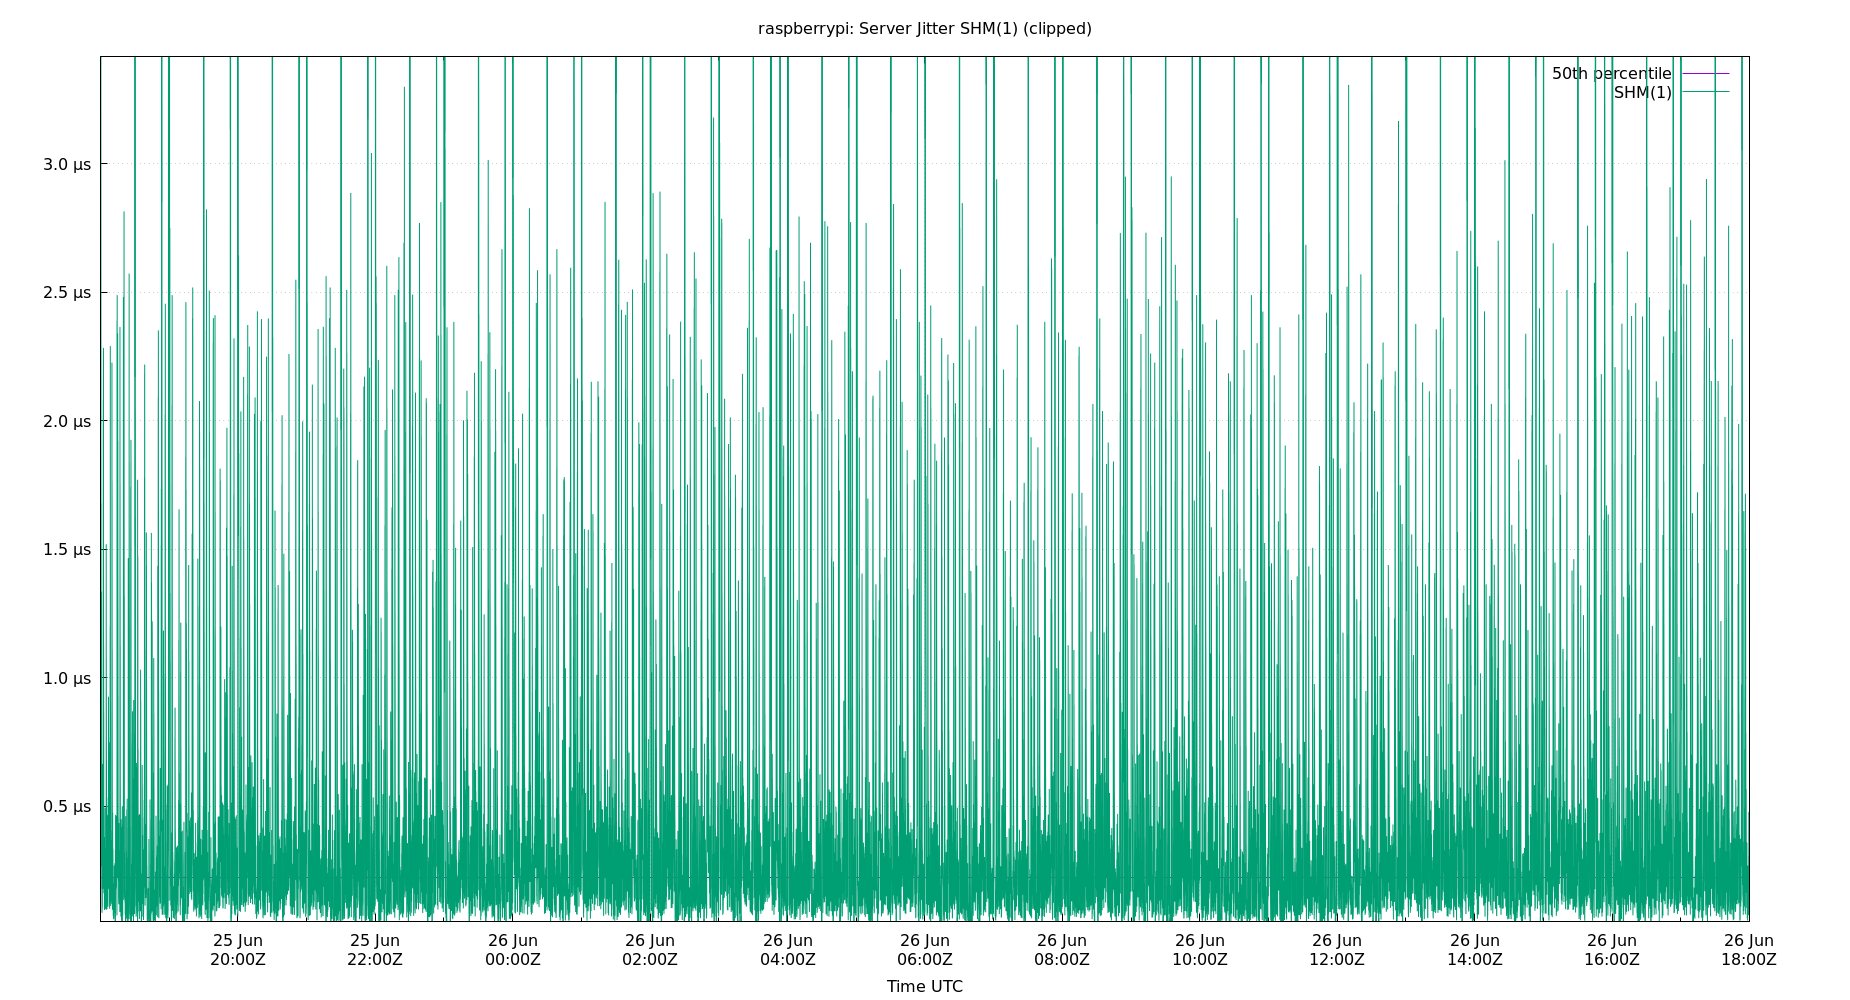 raspberrypi: Server Jitter SHM(1) (clipped)
50th percentile
SHM(1)
3.0 µs
2.5 µs
2.0 µs
1.5 µs
1.0 µs
0.5 µs
25 Jun 25 Jun 26 Jun 26 Jun 26 Jun 26 Jun 26 Jun 26 Jun 26 Jun 26 Jun 26 Jun 26 Jun
20:00Z 22:00Z 00:00Z 02:00Z 04:00Z 06:00Z 08:00Z 10:00Z 12:00Z 14:00Z 16:00Z 18:00Z
Time UTC